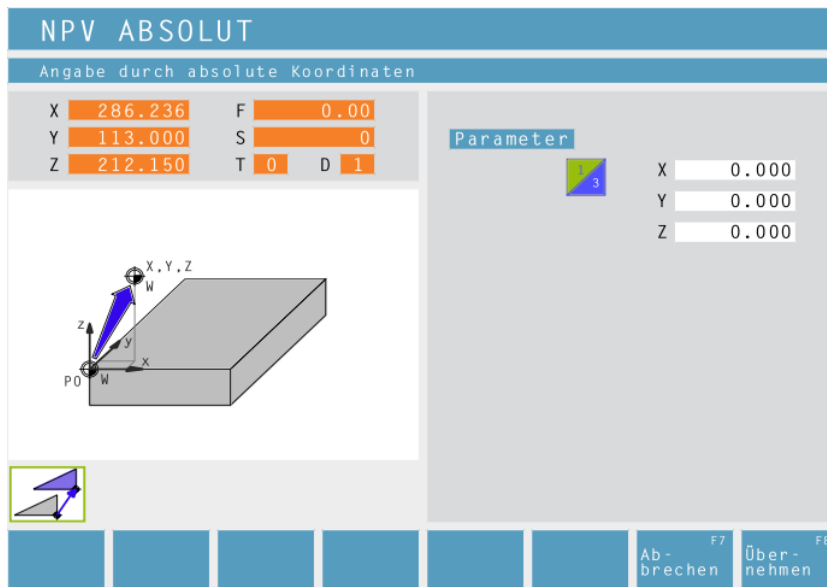 NPV ABSOLUT
Angabe durch absolute Koordinaten
X 286.236 F 0.00
Y 113.000 S 0
Z 212.150 T 0 D 1
Parameter
1
3
X 0.000
Y 0.000
Z 0.000
X,Y,Z
W
z
y
x
PO W
F7
Ab-
brechen
F8
Über-
nehmen